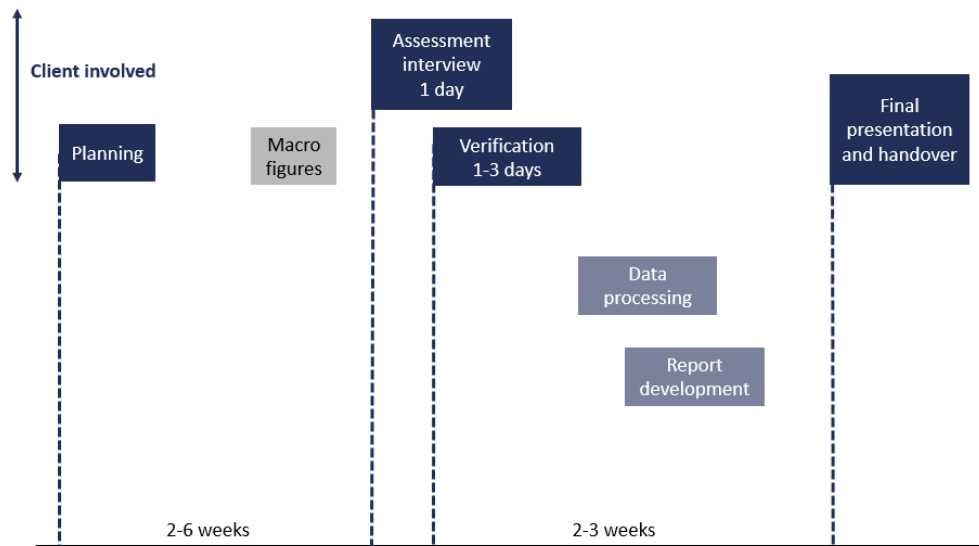 Client involved
Planning
Macro
figures
Assessment
interview
1 day
Verification
1-3 days
Final
presentation
and handover
Data
processing
Report
development
2-6 weeks
2-3 weeks